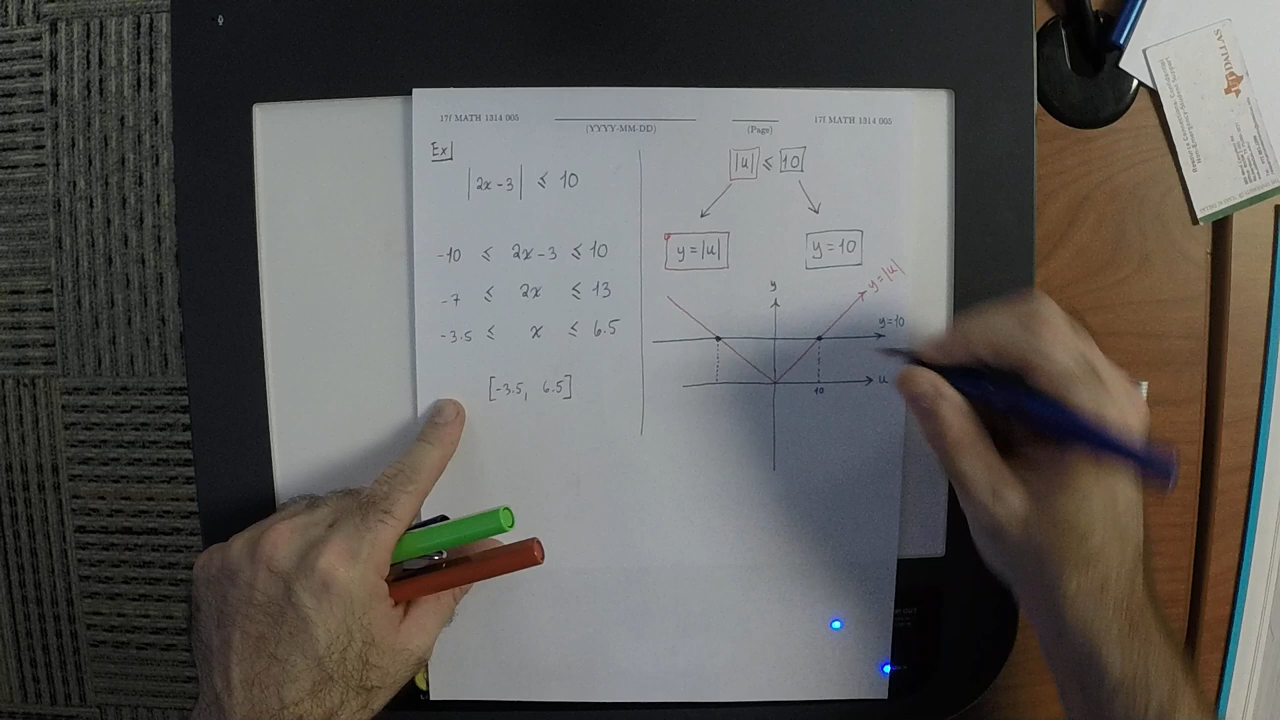 17f MATH 1314 005
(YYYY-MM-DD)
(Page)
17f MATH 1314 005
Ex
|2x-3| ≤ 10
-10 ≤ 2x-3 ≤ 10
-7 ≤ 2x ≤ 13
-3.5 ≤ x ≤ 6.5
[-3.5, 6.5]
|u| ≤ 10
y=|u|
y=10
y
y=|u|
y=10
u
10
DALLAS